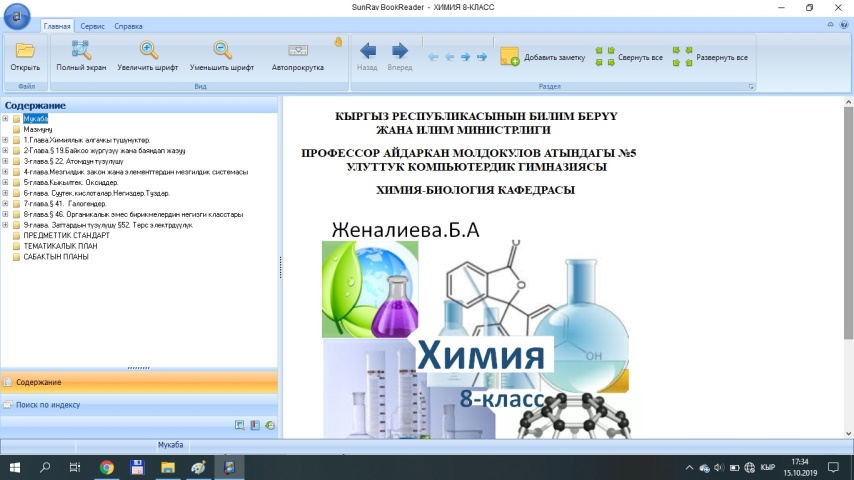 SunRav BookReader - ХИМИЯ 8-КЛАСС
Главная Сервис Справка
Открыть
Полный экран
Увеличить шрифт
Уменьшить шрифт
Автопрокрутка
Назад
Вперед
Добавить заметку
Свернуть все
Развернуть все
Файл
Вид
Раздел
Содержание
Мукаба
Мазмуну
1.Глава.Химиялык алгачкы түшүнүктөр.
2-Глава.§ 19.Байкоо жүргүзүү жана баяндап жазуу
3-глава.§ 22. Атомдун түзүлүшү
4-глава.Мезгилдик закон жана элементтердин мезгилдик системасы
5-глава.Кычкылтек. Оксиддер.
6-глава. Суутек,кислоталар.Негиздер.Туздар.
7-глава.§ 41. Галогендер.
8-глава.§ 46. Органикалык эмес бирикмелердин негизги класстары
9-глава. Заттардын түзүлүшү §52. Терс электрдүүлүк
ПРЕДМЕТТИК СТАНДАРТ
ТЕМАТИКАЛЫК ПЛАН
САБАКТЫН ПЛАНЫ
Содержание
Поиск по индексу
КЫРГЫЗ РЕСПУБЛИКАСЫНЫН БИЛИМ БЕРҮҮ
ЖАНА ИЛИМ МИНИСТРЛИГИ
ПРОФЕССОР АЙДАРКАН МОЛДОКУЛОВ АТЫНДАГЫ №5
УЛУТТУК КОМПЬЮТЕРДИК ГИМНАЗИЯСЫ
ХИМИЯ-БИОЛОГИЯ КАФЕДРАСЫ
Женалиева.Б.А
O
O
OH
Химия
8-класс
Мукаба
КЫР
17:34
15.10.2019